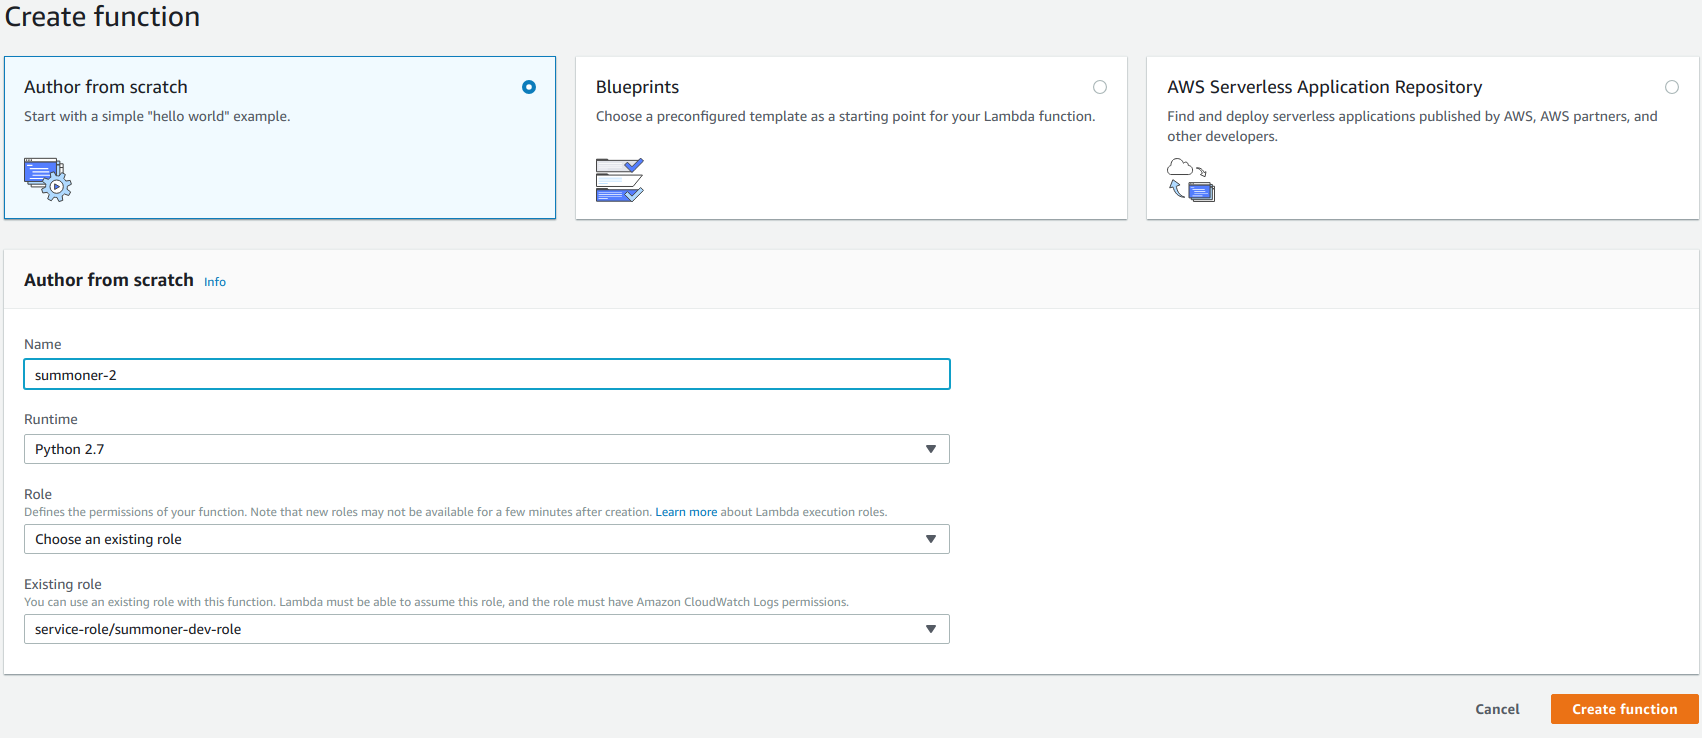 Create function
Author from scratch
Start with a simple "hello world" example.
Blueprints
Choose a preconfigured template as a starting point for your Lambda function.
AWS Serverless Application Repository
Find and deploy serverless applications published by AWS, AWS partners, and
other developers.
Author from scratch Info
Name
summoner-2
Runtime
Python 2.7
Role
Defines the permissions of your function. Note that new roles may not be available for a few minutes after creation. Learn more about Lambda execution roles.
Choose an existing role
Existing role
You can use an existing role with this function. Lambda must be able to assume this role, and the role must have Amazon CloudWatch Logs permissions.
service-role/summoner-dev-role
Cancel Create function